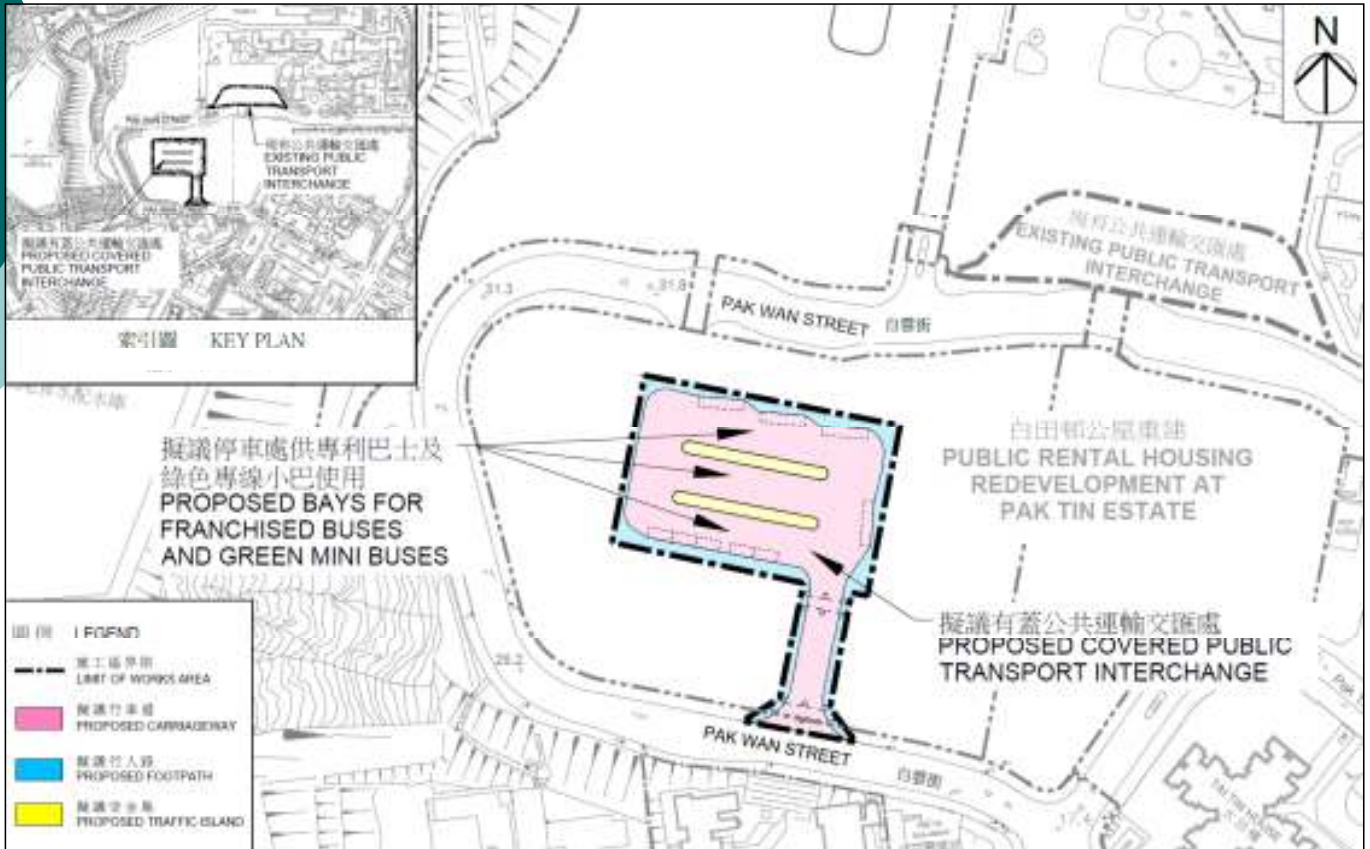 PAK WAN STREET
現有公共運輸交匯處
EXISTING PUBLIC
TRANSPORT
INTERCHANGE
擬議有蓋公共運輸交匯處
PROPOSED COVERED
PUBLIC TRANSPORT
INTERCHANGE
索引圖 KEY PLAN
N
現有公共運輸交匯處
EXISTING PUBLIC TRANSPORT
INTERCHANGE
31.3
31.8
PAK WAN STREET 白雲街
擬議停車處供專利巴士及
綠色專線小巴使用
PROPOSED BAYS FOR
FRANCHISED BUSES
AND GREEN MINI BUSES
白田邨公屋重建
PUBLIC RENTAL HOUSING
REDEVELOPMENT AT
PAK TIN ESTATE
擬議有蓋公共運輸交匯處
PROPOSED COVERED PUBLIC
TRANSPORT INTERCHANGE
圖例 LEGEND
施工區界限
LIMIT OF WORKS AREA
擬議行車道
PROPOSED CARRIAGEWAY
擬議行人路
PROPOSED FOOTPATH
擬議安全島
PROPOSED TRAFFIC ISLAND
PAK WAN STREET
白雲街